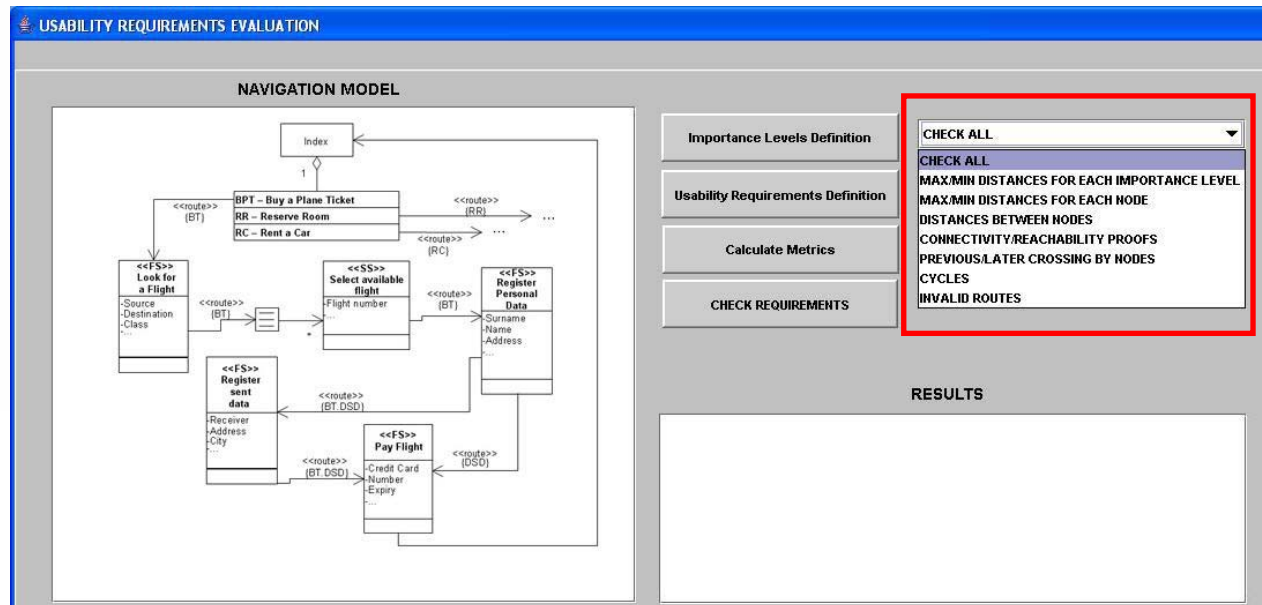 USABILITY REQUIREMENTS EVALUATION
NAVIGATION MODEL
Index
1
BPT – Buy a Plane Ticket
RR – Reserve Room
RC – Rent a Car
<<route>>
{BT}
<<route>>
{RR}
...
<<route>>
{RC}
...
<<FS>>
Look for
a Flight
-Source
-Destination
-Class
-...
<<route>>
{BT}
*
<<SS>>
Select available
flight
-Flight number
-...
<<route>>
{BT}
<<FS>>
Register
Personal
Data
-Surname
-Name
-Address
-...
<<FS>>
Register
sent
data
-Receiver
-Address
-City
-...
<<route>>
{BT.DSD}
<<route>>
{BT.DSD}
<<FS>>
Pay Flight
-Credit Card
-Number
-Expiry
-...
<<route>>
{DSD}
Importance Levels Definition
Usability Requirements Definition
Calculate Metrics
CHECK REQUIREMENTS
CHECK ALL
CHECK ALL
MAX/MIN DISTANCES FOR EACH IMPORTANCE LEVEL
MAX/MIN DISTANCES FOR EACH NODE
DISTANCES BETWEEN NODES
CONNECTIVITY/REACHABILITY PROOFS
PREVIOUS/LATER CROSSING BY NODES
CYCLES
INVALID ROUTES
RESULTS